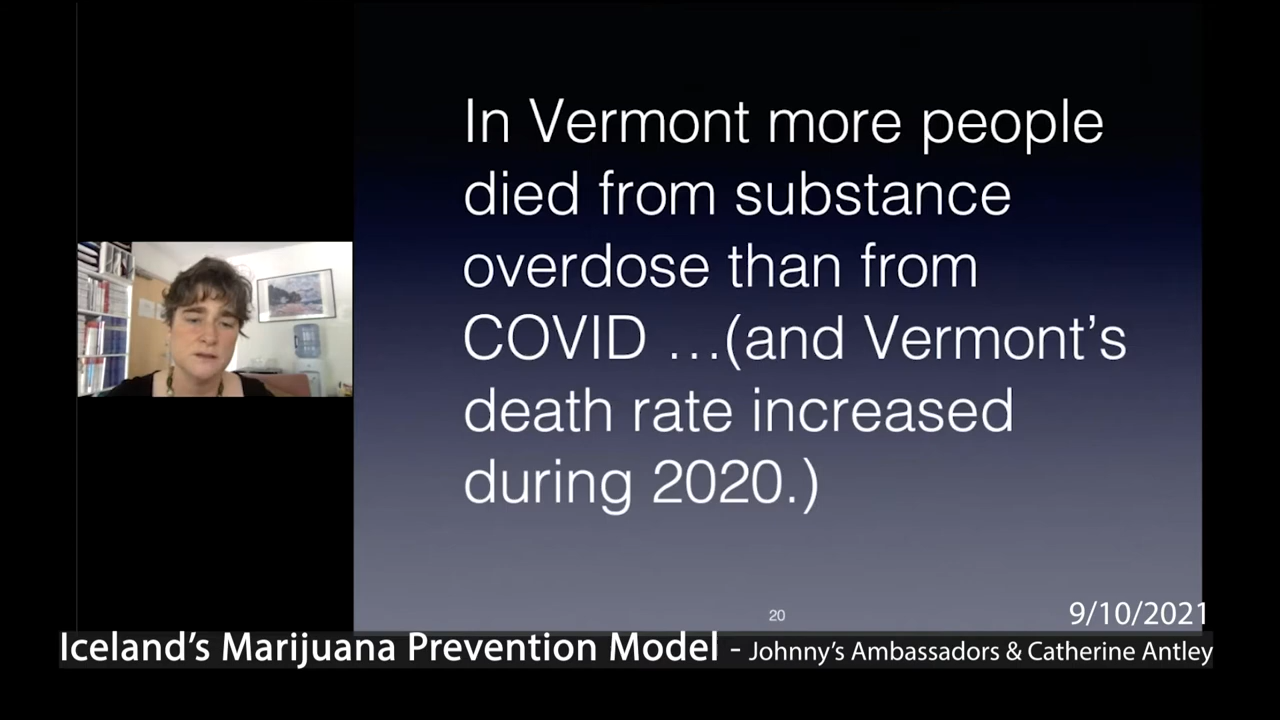 In Vermont more people
died from substance
overdose than from
COVID ...(and Vermont's
death rate increased
during 2020.)
20
9/10/2021
Iceland's Marijuana Prevention Model - Johnny's Ambassadors & Catherine Antley